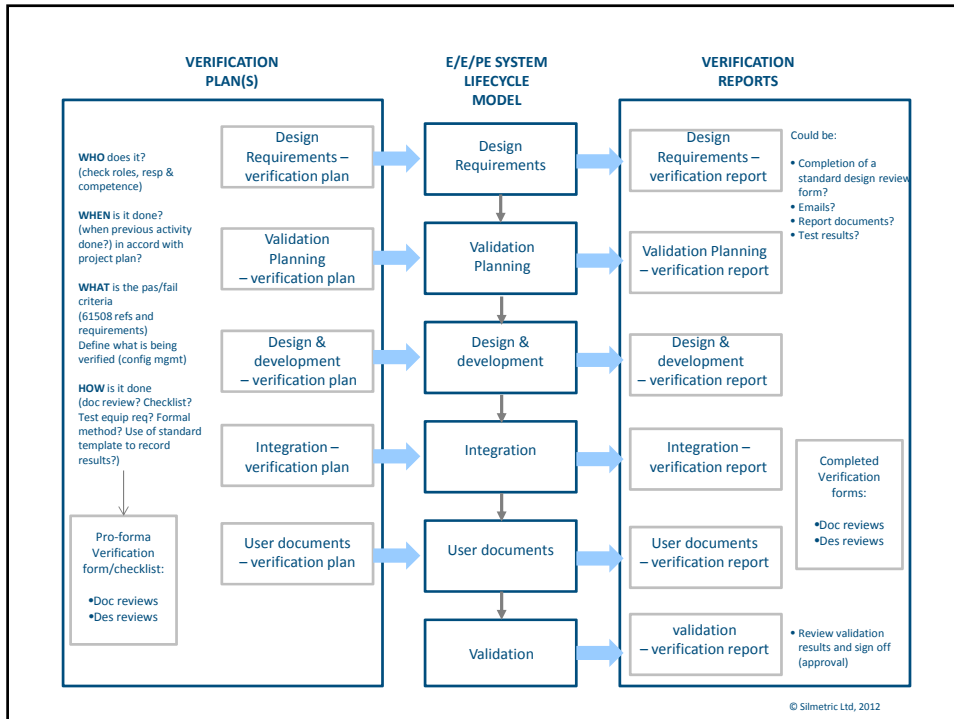 VERIFICATION
PLAN(S)
E/E/PE SYSTEM
LIFECYCLE
MODEL
VERIFICATION
REPORTS
WHO does it?
(check roles, resp &
competence)
WHEN is it done?
(when previous activity
done?) in accord with
project plan?
WHAT is the pas/fail
criteria
(61508 refs and
requirements)
Define what is being
verified (config mgmt)
HOW is it done
(doc review? Checklist?
Test equip req? Formal
method? Use of standard
template to record
results?)
Pro-forma
Verification
form/checklist:
•Doc reviews
•Des reviews
Design
Requirements –
verification plan
Validation
Planning
– verification plan
Design &
development
– verification plan
Integration –
verification plan
User documents
– verification plan
Design
Requirements
Validation
Planning
Design &
development
Integration
User documents
Validation
Design
Requirements –
verification report
Validation Planning
– verification report
Design &
development
– verification report
Integration –
verification report
User documents
– verification report
validation
– verification report
Could be:
• Completion of a
standard design review
form?
• Emails?
• Report documents?
• Test results?
Completed
Verification
forms:
•Doc reviews
•Des reviews
• Review validation
results and sign off
(approval)
© Silmetric Ltd, 2012